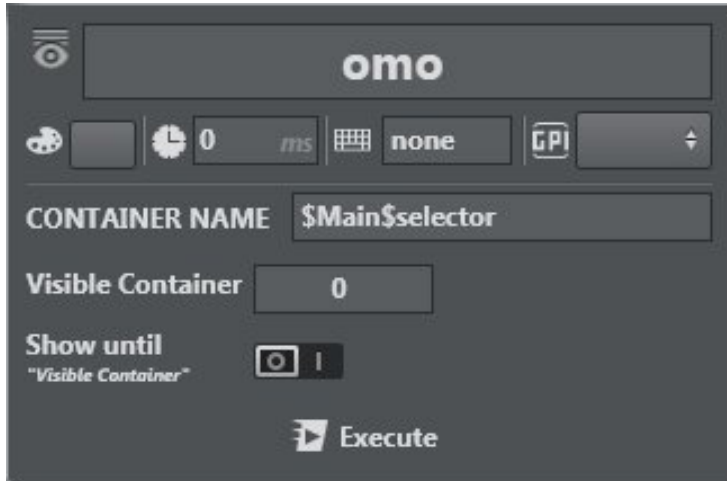 omo
0 ms none GPI
CONTAINER NAME $Main$selector
Visible Container 0
Show until
"Visible Container"
O I
Execute